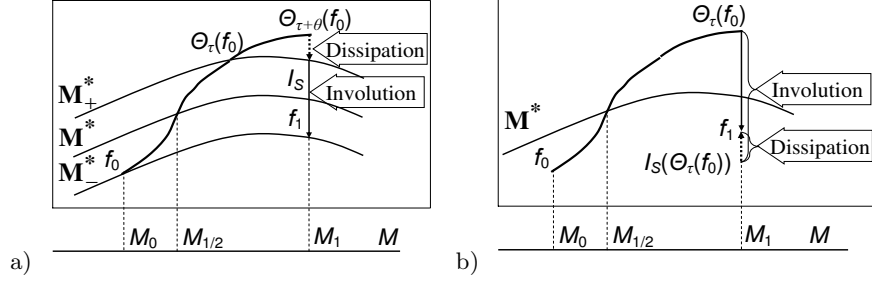 Θτ+θ(f0)
Θτ(f0)
Dissipation
M*+
IS
Involution
M*
f1
M*−
f0
M0 M1/2 M1 M
a)
Θτ(f0)
Involution
M*
f1
Dissipation
f0
IS(Θτ(f0))
M0 M1/2 M1 M
b)